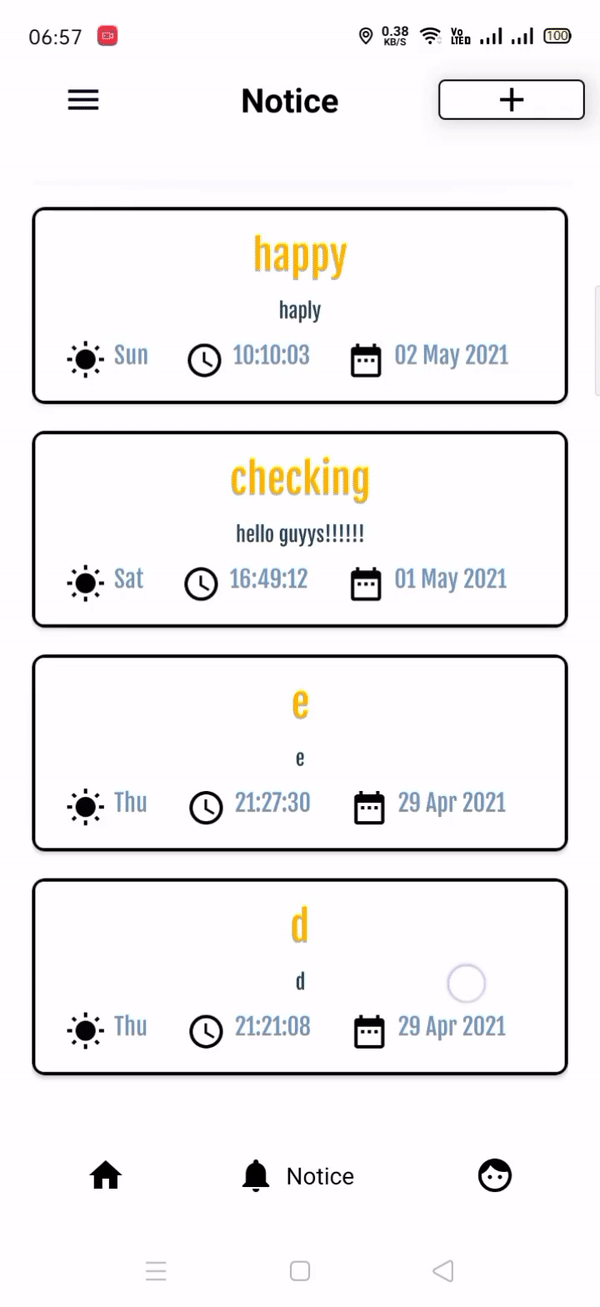 06:57 0.38 KB/S Vo LTE 100
Notice +
happy
haply
Sun 10:10:03 02 May 2021
checking
hello guyys!!!!!!
Sat 16:49:12 01 May 2021
e
e
Thu 21:27:30 29 Apr 2021
d
d
Thu 21:21:08 29 Apr 2021
Notice